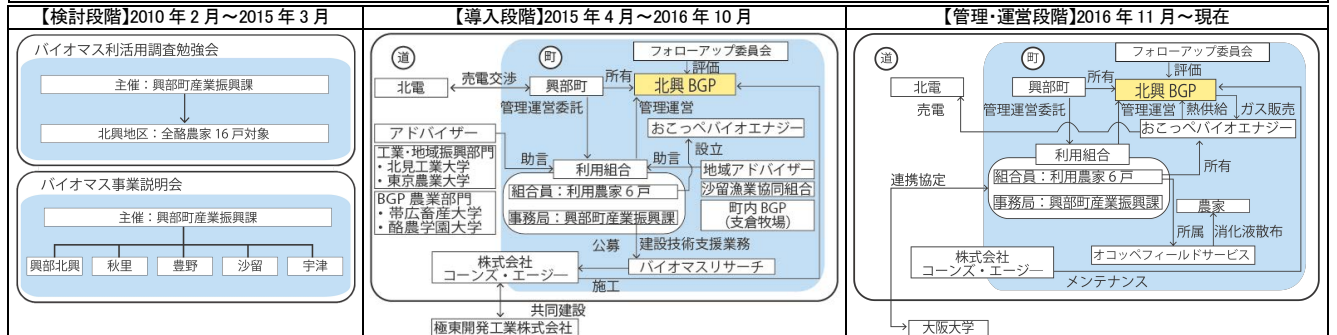 【検討段階】2010年2月～2015年3月
バイオマス利活用調査勉強会
主催：興部町産業振興課
北興地区：全酪農家16戸対象
バイオマス事業説明会
主催：興部町産業振興課
興部北興
秋里
豊野
沙留
宇津
【導入段階】2015年4月～2016年10月
道
町
フォローアップ委員会
評価
北電
売電交渉
興部町
所有
北興BGP
管理運営委託
管理運営
おこっぺバイオエナジー
アドバイザー
設立
工業・地域振興部門
・北見工業大学
・東京農業大学
助言
利用組合
助言
地域アドバイザー
沙留漁業協同組合
組合員：利用農家6戸
町内BGP
（支倉牧場）
BGP農業部門
・帯広畜産大学
・酪農学園大学
事務局：興部町産業振興課
公募
建設技術支援業務
株式会社
コーンズ・エージー
バイオマスリサーチ
施工
共同建設
極東開発工業株式会社
【管理・運営段階】2016年11月～現在
道
町
フォローアップ委員会
評価
北電
売電
興部町
所有
北興BGP
管理運営委託
管理運営
熱供給
ガス販売
おこっぺバイオエナジー
利用組合
所有
連携協定
組合員：利用農家6戸
事務局：興部町産業振興課
農家
所属
消化液散布
オコッペフィールドサービス
株式会社
コーンズ・エージー
メンテナンス
大阪大学